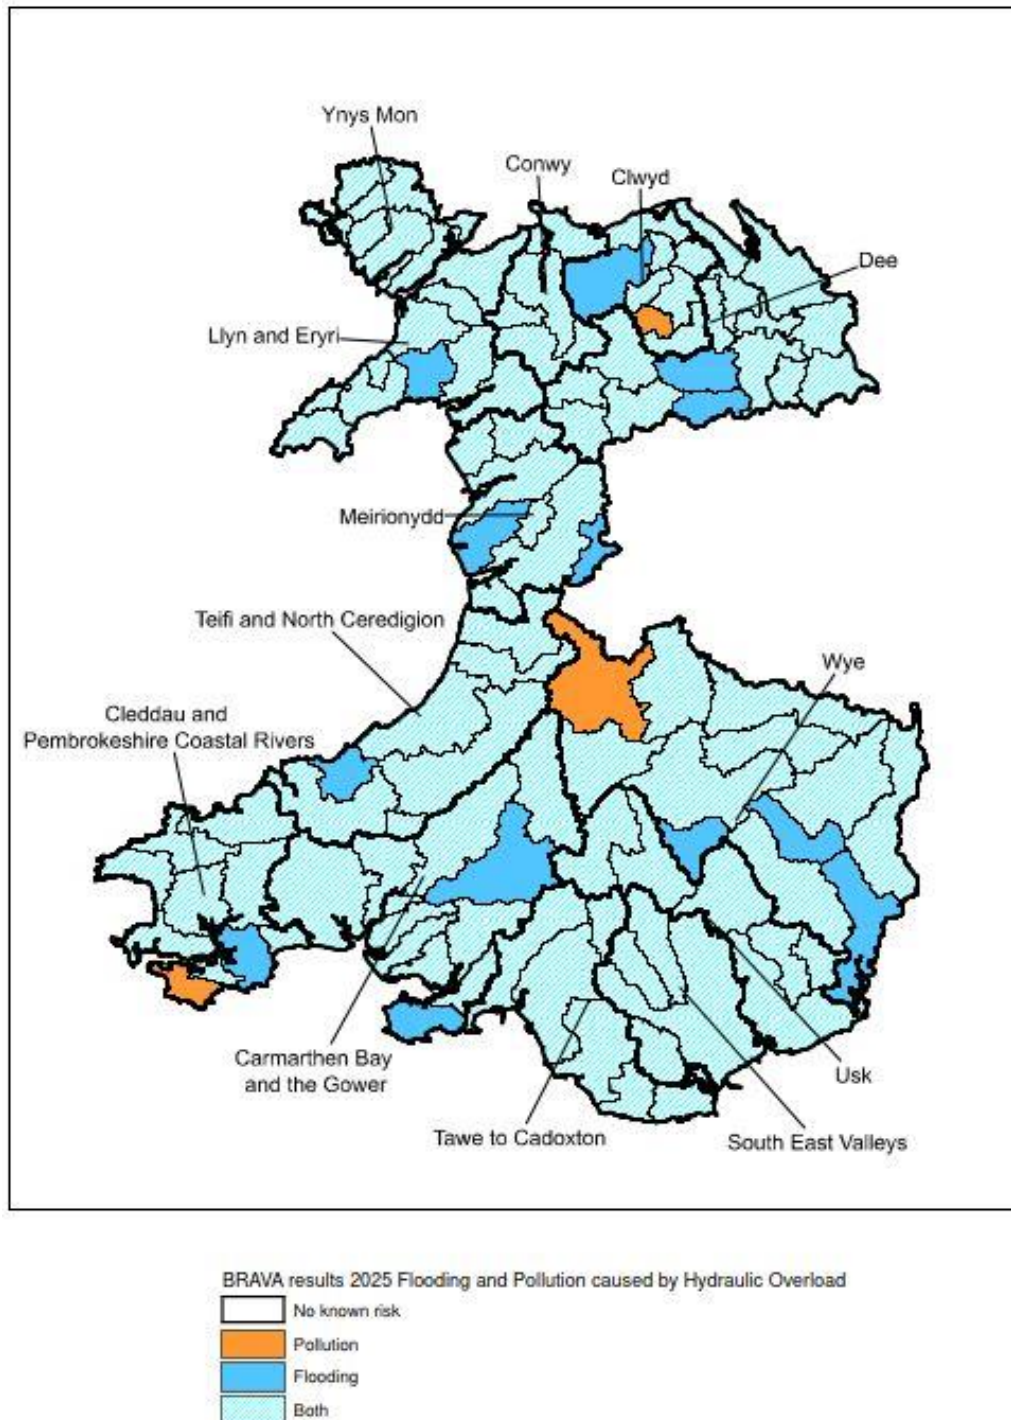 Ynys Mon
Conwy
Clwyd
Dee
Llyn and Eryri
Meirionydd
Teifi and North Ceredigion
Wye
Cleddau and
Pembrokeshire Coastal Rivers
Carmarthen Bay
and the Gower
Usk
Tawe to Cadoxton
South East Valleys
BRAVA results 2025 Flooding and Pollution caused by Hydraulic Overload
No known risk
Pollution
Flooding
Both